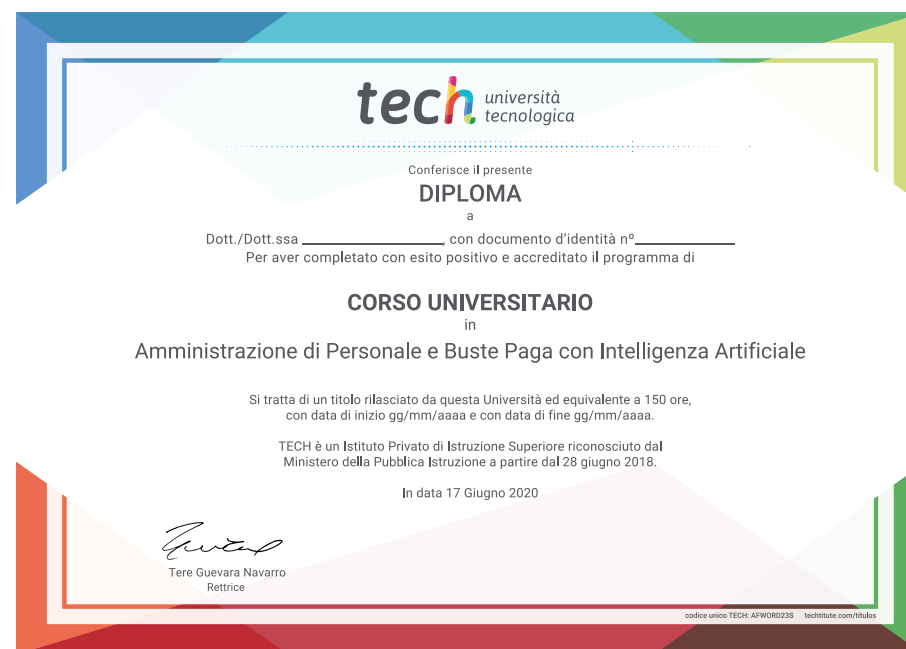 tech università
tecnologica
Conferisce il presente
DIPLOMA
a
Dott./Dott.ssa ____________________, con documento d'identità nº______________
Per aver completato con esito positivo e accreditato il programma di
CORSO UNIVERSITARIO
in
Amministrazione di Personale e Buste Paga con Intelligenza Artificiale
Si tratta di un titolo rilasciato da questa Università ed equivalente a 150 ore,
con data di inizio gg/mm/aaaa e con data di fine gg/mm/aaaa.
TECH è un Istituto Privato di Istruzione Superiore riconosciuto dal
Ministero della Pubblica Istruzione a partire dal 28 giugno 2018.
In data 17 Giugno 2020
Tere Guevara Navarro
Rettrice
codice unico TECH: AFWORD23S techtitute.com/títulos